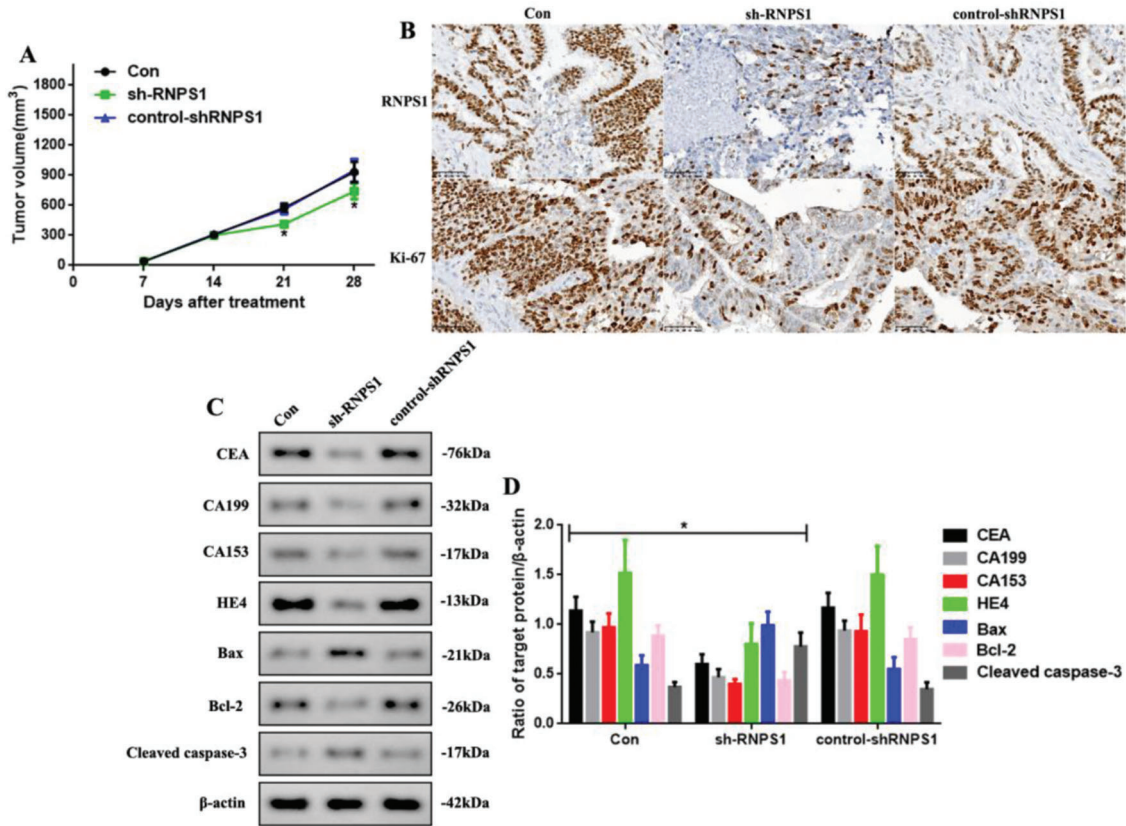 A
Con
sh-RNPS1
control-shRNPS1
1800
1500
1200
900
600
300
0
Tumor volume(mm³)
*
*
0 7 14 21 28
Days after treatment
B
Con sh-RNPS1 control-shRNPS1
RNPS1
Ki-67
C
Con sh-RNPS1 control-shRNPS1
CEA -76kDa
CA199 -32kDa
CA153 -17kDa
HE4 -13kDa
Bax -21kDa
Bcl-2 -26kDa
Cleaved caspase-3 -17kDa
β-actin -42kDa
D
Ratio of target protein/β-actin
2.0
1.5
1.0
0.5
0.0
*
Con sh-RNPS1 control-shRNPS1
CEA
CA199
CA153
HE4
Bax
Bcl-2
Cleaved caspase-3